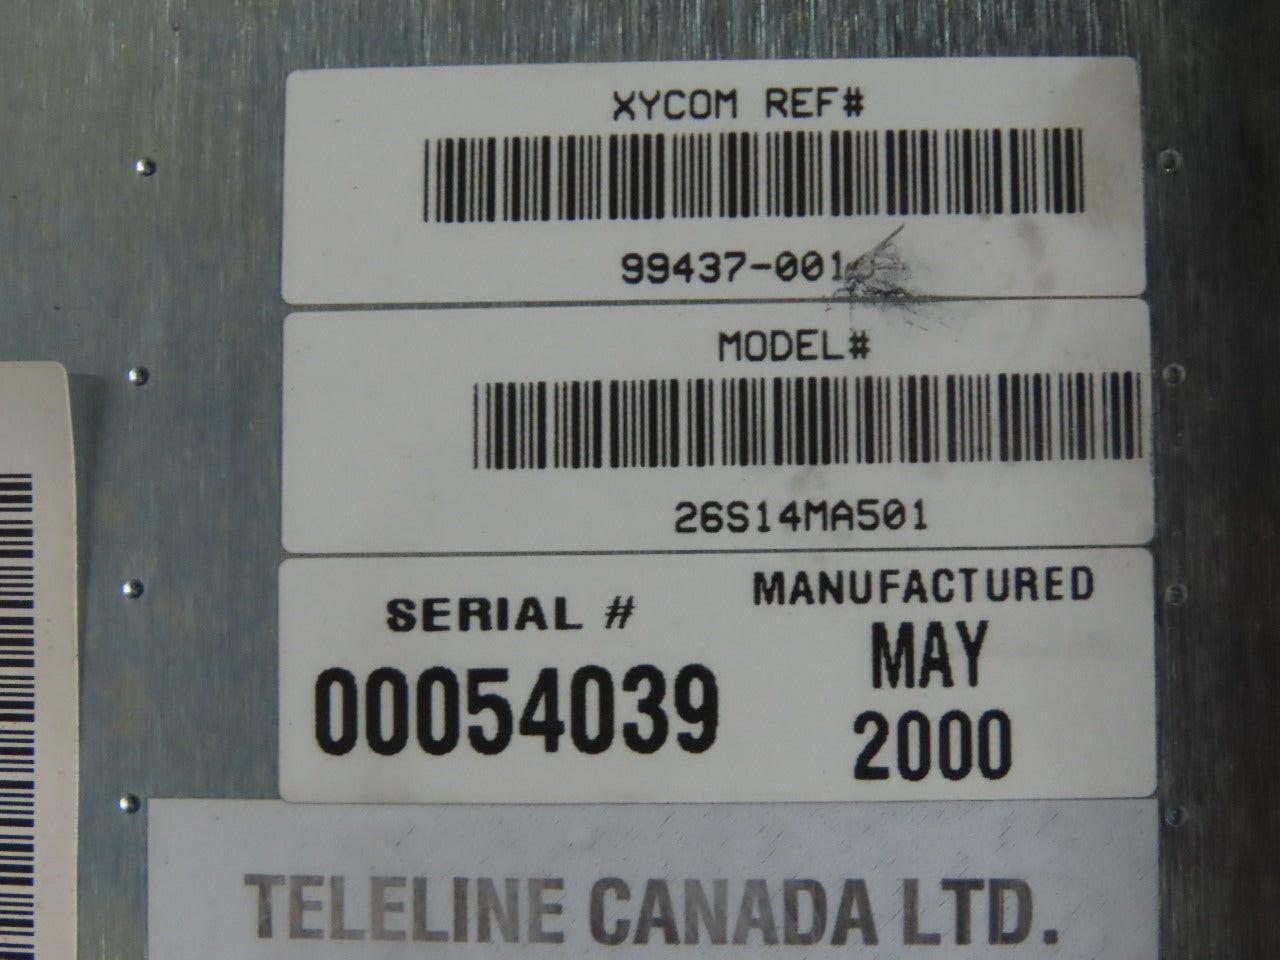 XYCOM REF#
99437-001
MODEL#
26S14MA501
SERIAL #
00054039
MANUFACTURED
MAY
2000
TELELINE CANADA LTD.